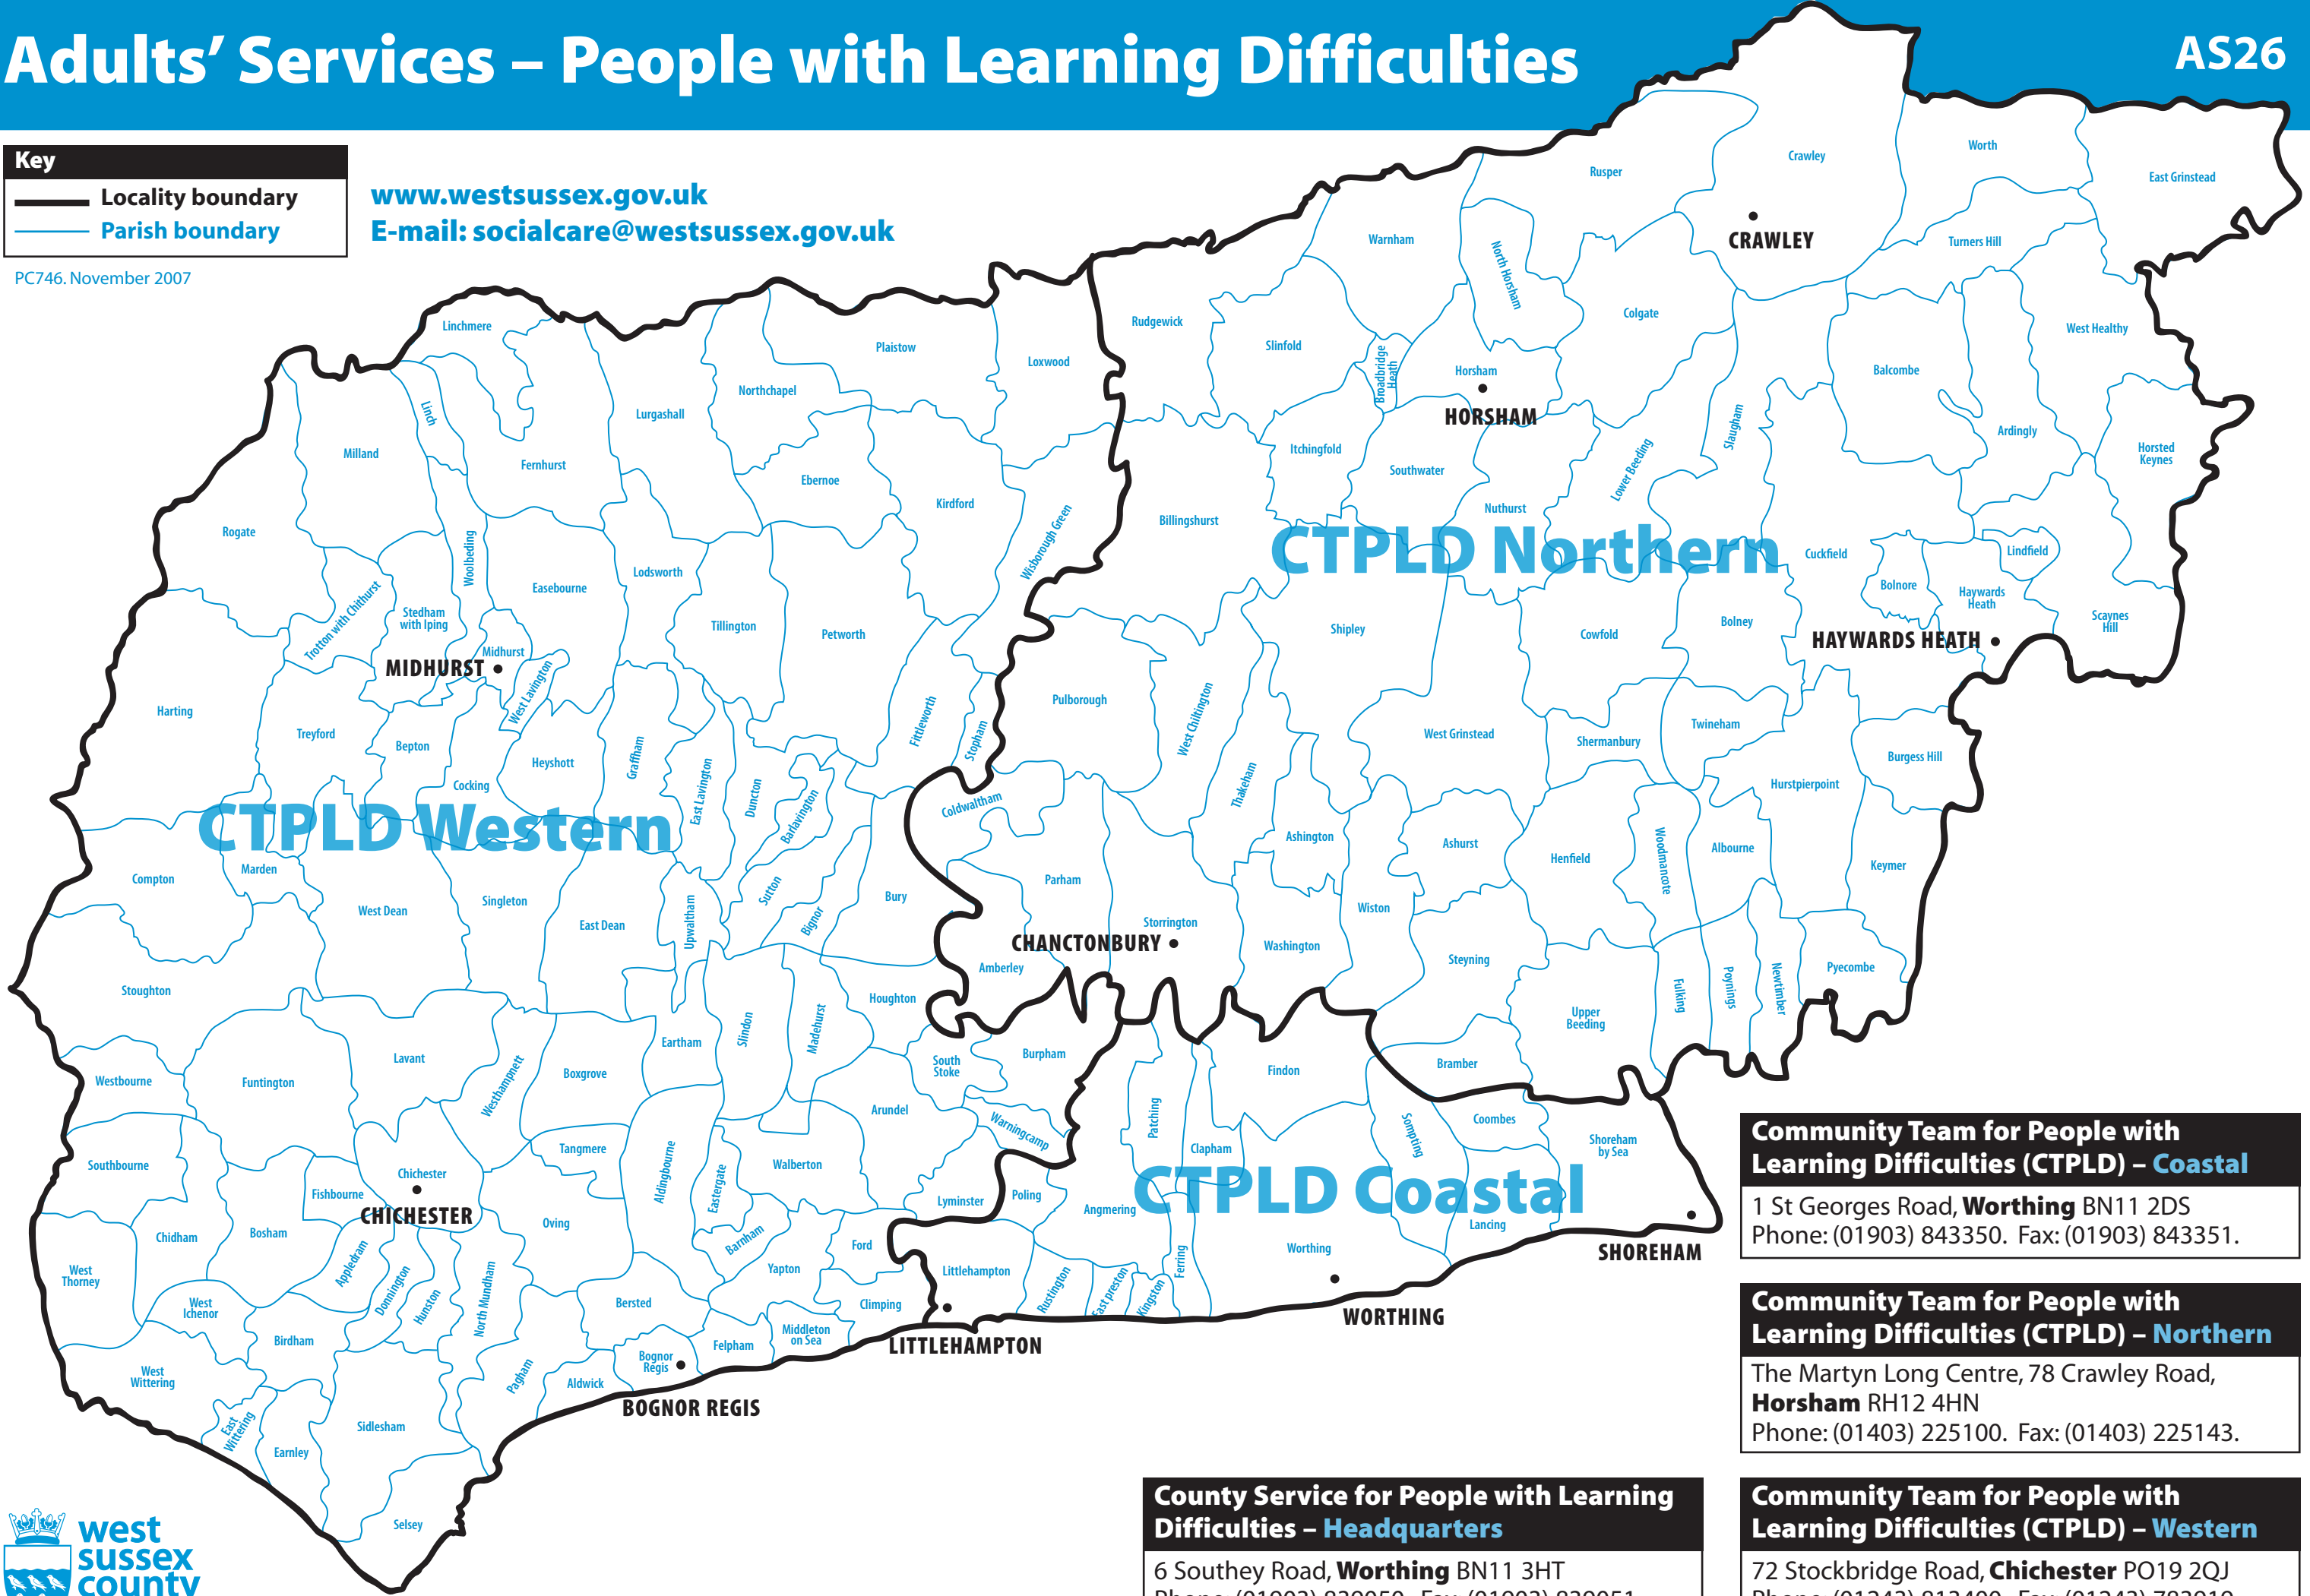 Adults’ Services – People with Learning Difficulties
AS26
Key
Locality boundary
Parish boundary
www.westsussex.gov.uk
E-mail: socialcare@westsussex.gov.uk
PC746. November 2007
Crawley
Worth
East Grinstead
Rusper
CRAWLEY
Turners Hill
Warnham
North Horsham
Colgate
West Healthy
Rudgewick
Slinfold
Broadbridge
Heath
Horsham
HORSHAM
Balcombe
Slaugham
Ardingly
Horsted
Keynes
Itchingfold
Southwater
Lower Beeding
Nuthurst
Billingshurst
CTPLD Northern
Cuckfield
Lindfield
Bolnore
Haywards
Heath
Scaynes
Hill
HAYWARDS HEATH
Shipley
Cowfold
Bolney
Pulborough
West Chiltington
Thakeham
West Grinstead
Shermanbury
Twineham
Burgess Hill
Hurstpierpoint
Coldwaltham
Ashington
Ashurst
Henfield
Woodmancote
Albourne
Keymer
Parham
Storrington
CHANCTONBURY
Wiston
Washington
Amberley
Steyning
Upper
Beeding
Fulking
Poynings
Newtimber
Pyecombe
Bramber
Linchmere
Plaistow
Loxwood
Northchapel
Linch
Lurgashall
Milland
Fernhurst
Ebernoe
Kirdford
Wisborough Green
Rogate
Woolbeding
Easebourne
Lodsworth
Trotton with Chithurst
Stedham
with Iping
Tillington
Petworth
Midhurst
MIDHURST
West Lavington
Harting
Treyford
Bepton
Cocking
Heyshott
Graffham
East Lavington
Duncton
Barlavington
Fittleworth
Stopham
CTPLD Western
Compton
Marden
West Dean
Singleton
East Dean
Upwaltham
Sutton
Bignor
Bury
Stoughton
Houghton
Madehurst
Slindon
Eartham
South
Stoke
Burpham
Westbourne
Funtington
Lavant
Westhampnett
Boxgrove
Arundel
Warningcamp
Southbourne
Chichester
Fishbourne
CHICHESTER
Tangmere
Aldingbourne
Eastergate
Walberton
Lyminster
Poling
Chidham
Bosham
Appledram
Donnington
Hunston
North Mundham
Oving
Barnham
Ford
Yapton
West
Thorney
West
Ichenor
Birdham
Bersted
Climping
Middleton
on Sea
Felpham
Bognor
Regis
BOGNOR REGIS
Aldwick
Pagham
West
Wittering
East
Wittering
Earnley
Sidlesham
Selsey
Findon
Patching
Clapham
Sompting
Coombes
Shoreham
by Sea
CTPLD Coastal
Angmering
Lancing
Littlehampton
LITTLEHAMPTON
Rustington
East preston
Kingston
Ferring
Worthing
WORTHING
SHOREHAM
Community Team for People with
Learning Difficulties (CTPLD) – Coastal
1 St Georges Road, Worthing BN11 2DS
Phone: (01903) 843350. Fax: (01903) 843351.
Community Team for People with
Learning Difficulties (CTPLD) – Northern
The Martyn Long Centre, 78 Crawley Road,
Horsham RH12 4HN
Phone: (01403) 225100. Fax: (01403) 225143.
County Service for People with Learning
Difficulties – Headquarters
6 Southey Road, Worthing BN11 3HT
Community Team for People with
Learning Difficulties (CTPLD) – Western
72 Stockbridge Road, Chichester PO19 2QJ
west
sussex
county